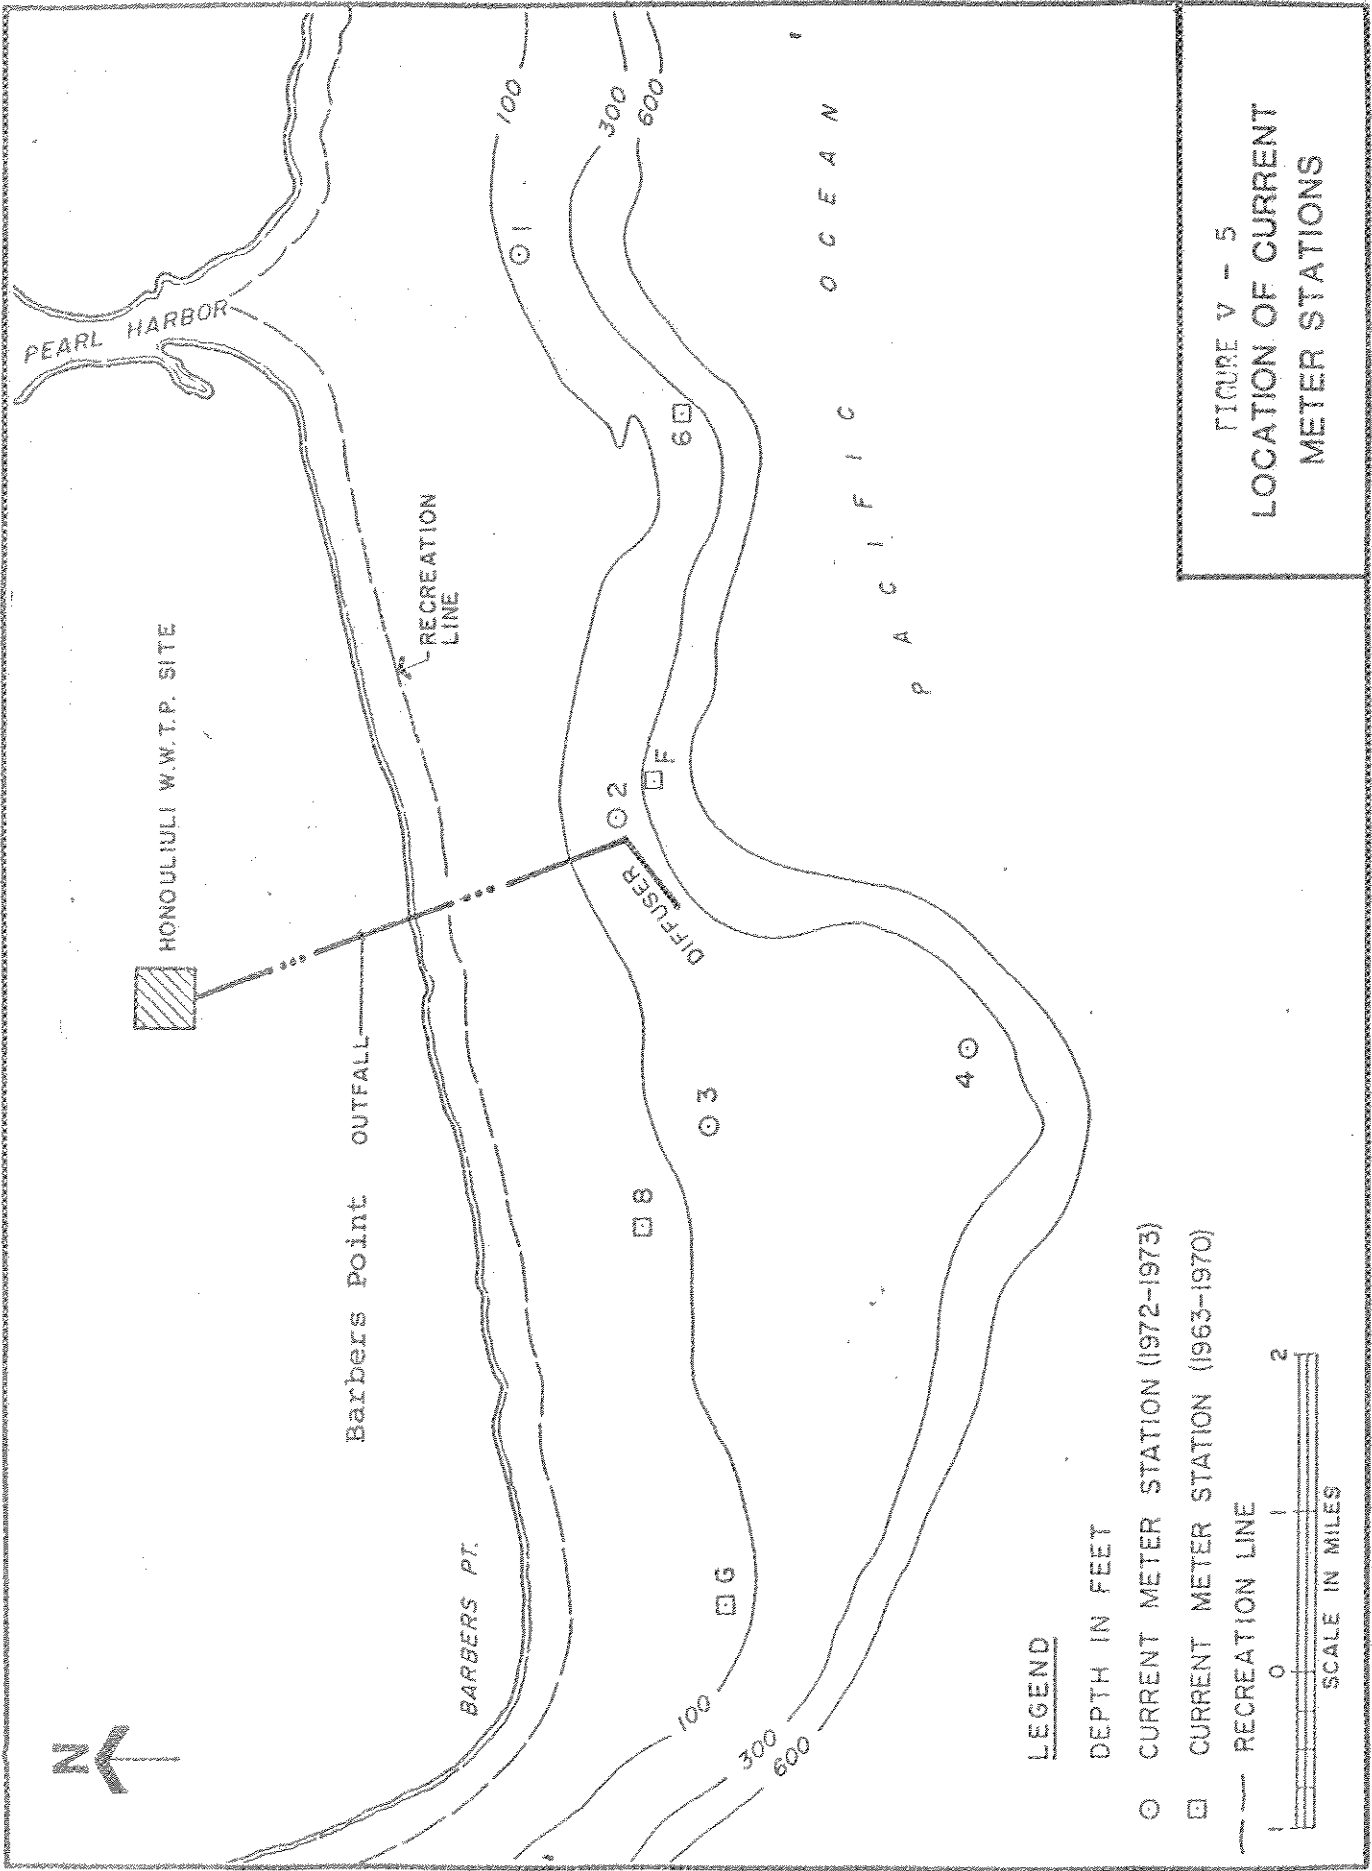 N
PEARL HARBOR
HONOULIULI W.W.T.P. SITE
RECREATION
LINE
Barbers Point OUTFALL
BARBERS PT.
DIFFUSER
100
300
600
100
300
600
1
2
3
4
6
F
8
G
PACIFIC OCEAN
LEGEND
DEPTH IN FEET
CURRENT METER STATION (1972-1973)
CURRENT METER STATION (1963-1970)
RECREATION LINE
1 0 1 2
SCALE IN MILES
FIGURE V - 5
LOCATION OF CURRENT
METER STATIONS